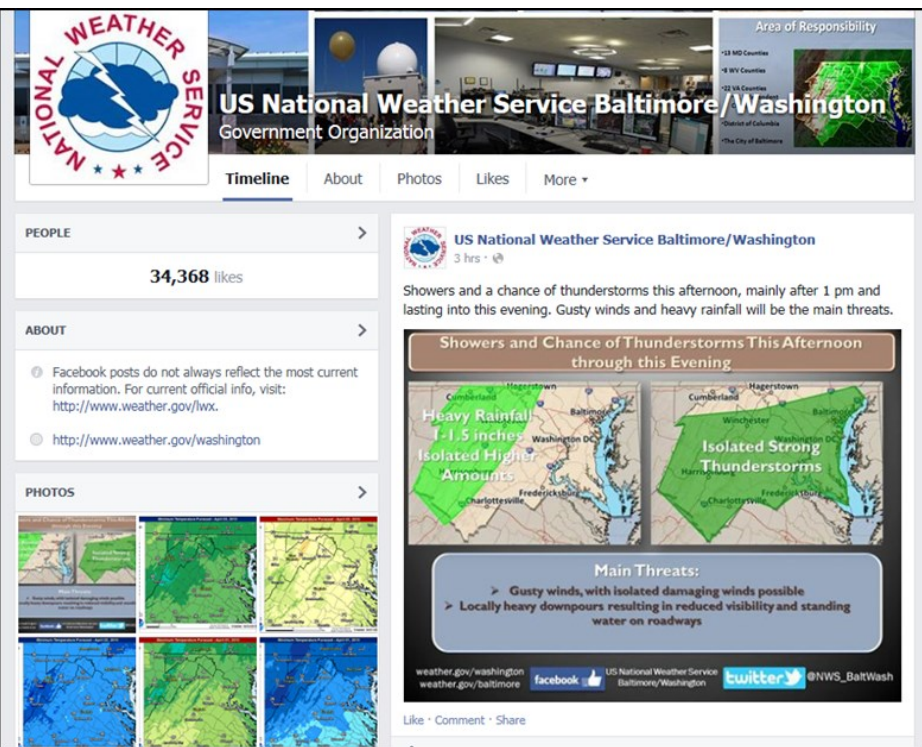 NATIONAL WEATHER SERVICE
Area of Responsibility
•13 MD Counties
WV Counties
•22 VA Counties
•District of Columbia
•The City of Baltimore
US National Weather Service Baltimore/Washington
Government Organization
Timeline About Photos Likes More
PEOPLE
34,368 likes
ABOUT
Facebook posts do not always reflect the most current
information. For current official info, visit:
http://www.weather.gov/lwx.
http://www.weather.gov/washington
PHOTOS
US National Weather Service Baltimore/Washington
3 hrs ·
Showers and a chance of thunderstorms this afternoon, mainly after 1 pm and
lasting into this evening. Gusty winds and heavy rainfall will be the main threats.
Showers and Chance of Thunderstorms This Afternoon
through this Evening
Hagerstown
Cumberland
Baltimore
Heavy Rainfall
1-1.5 inches
Washington DC
Isolated Higher
Amounts
Fredericksburg
Charlottesville
Hagerstown
Cumberland
Winchester
Baltimore
Washington DC
Isolated Strong
Thunderstorms
Fredericksburg
Charlottesville
Main Threats:
➤ Gusty winds, with isolated damaging winds possible
➤ Locally heavy downpours resulting in reduced visibility and standing
water on roadways
weather.gov/washington
weather.gov/baltimore
facebook
US National Weather Service
Baltimore/Washington
twitter
@NWS_BaltWash
Like · Comment · Share